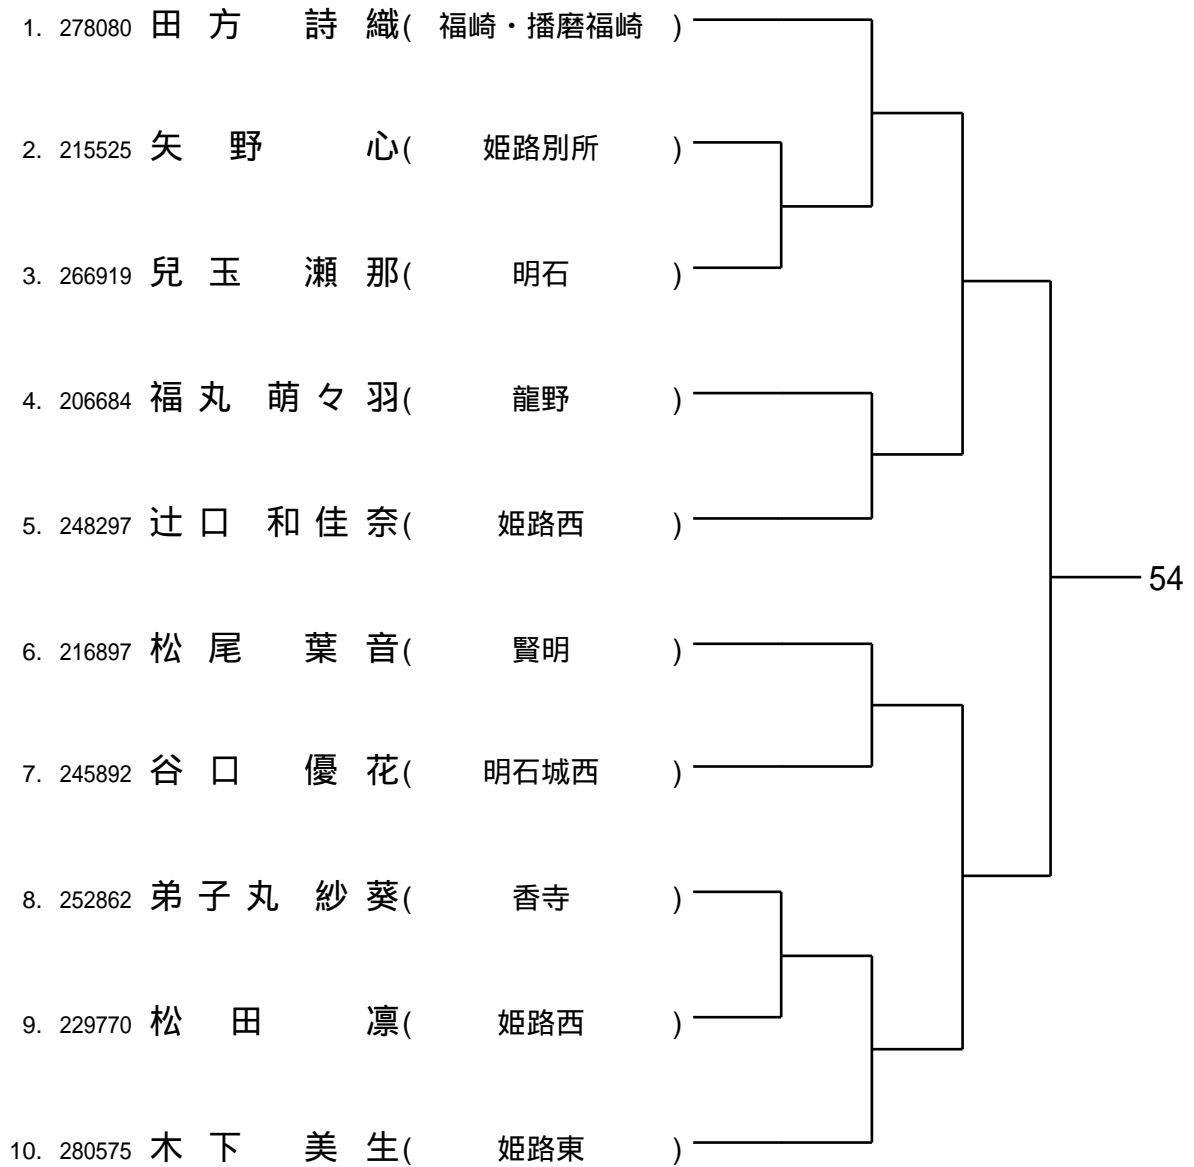 1. 278080 田方 詩織( 福崎・播磨福崎 )
2. 215525 矢野 心( 姫路別所 )
3. 266919 兒玉 瀬那( 明石 )
4. 206684 福丸 萌々羽( 龍野 )
5. 248297 辻口 和佳奈( 姫路西 )
54
6. 216897 松尾 葉音( 賢明 )
7. 245892 谷口 優花( 明石城西 )
8. 252862 弟子丸 紗葵( 香寺 )
9. 229770 松田 凛( 姫路西 )
10. 280575 木下 美生( 姫路東 )